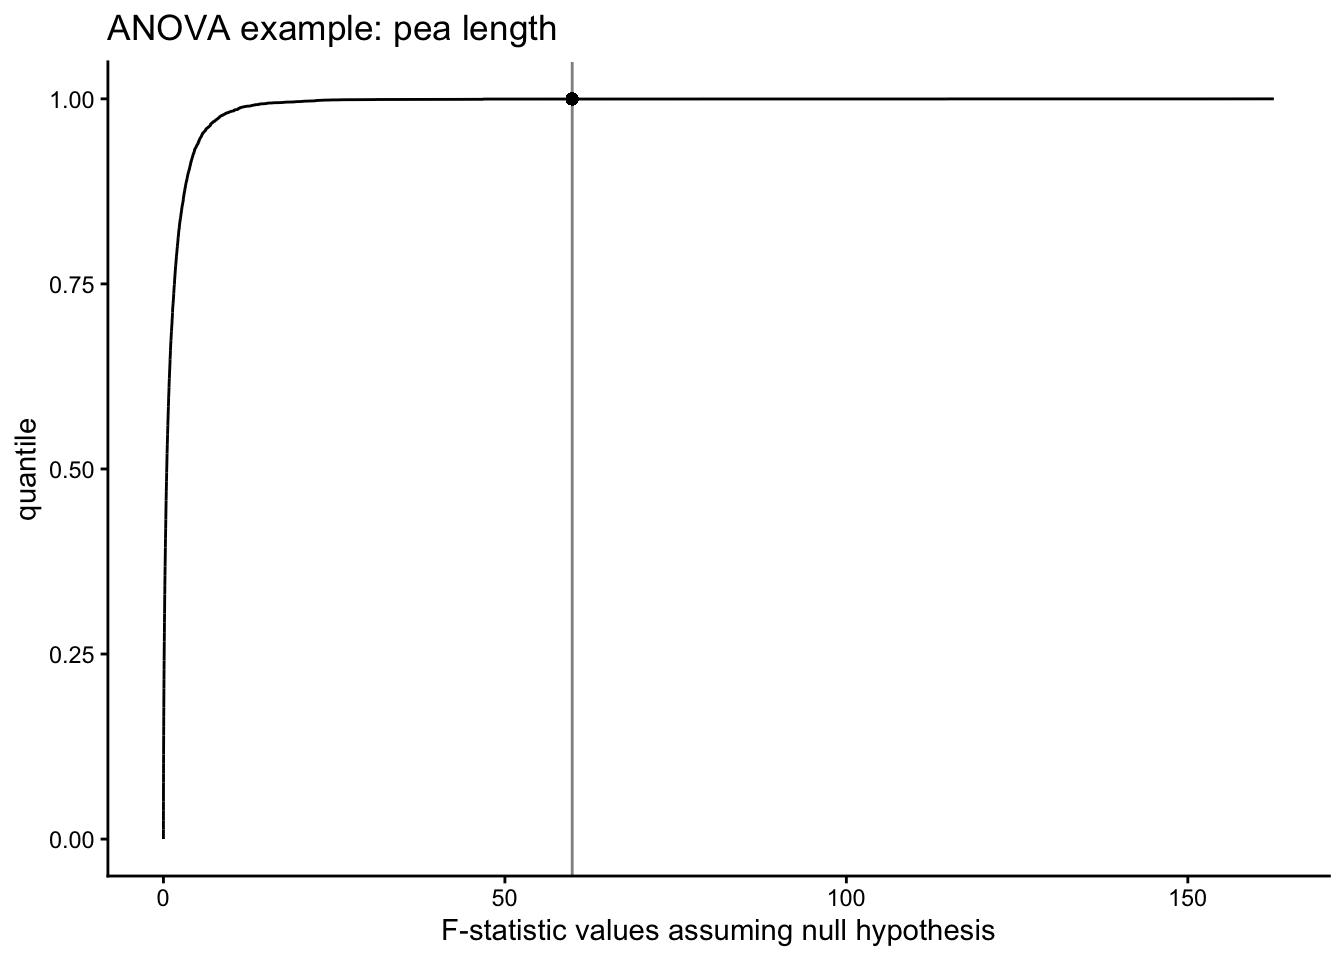 ANOVA example: pea length
1.00
0.75
0.50
0.25
0.00
quantile
0 50 100 150
F-statistic values assuming null hypothesis